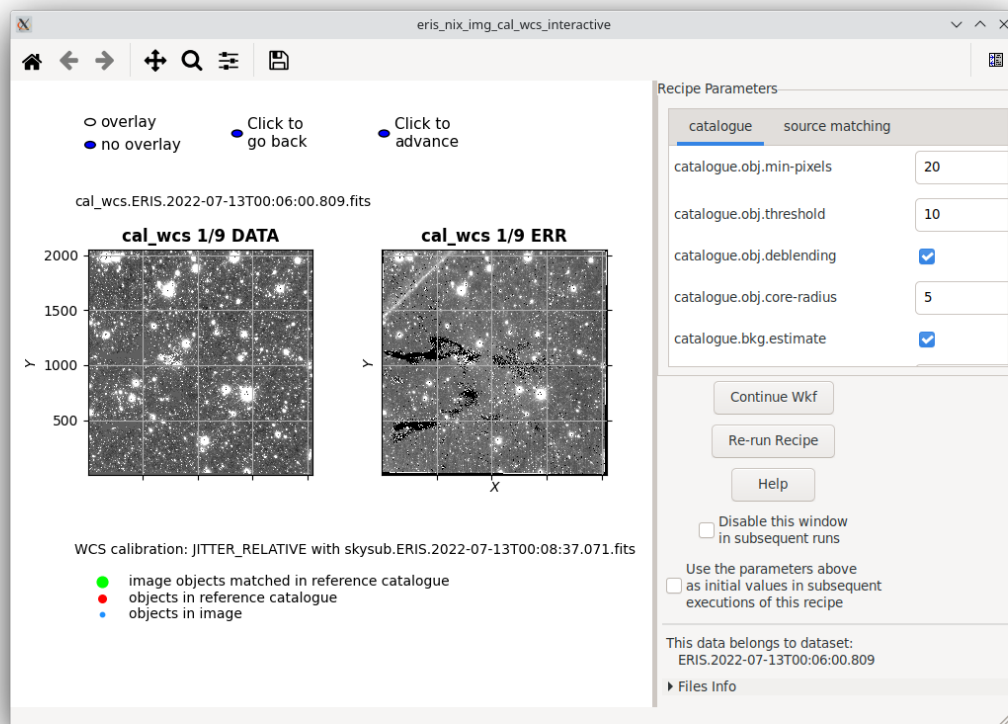 eris_nix_img_cal_wcs_interactive
overlay
no overlay
Click to
go back
Click to
advance
cal_wcs.ERIS.2022-07-13T00:06:00.809.fits
cal_wcs 1/9 DATA
cal_wcs 1/9 ERR
2000
1500
1000
500
Y
Y
X
WCS calibration: JITTER_RELATIVE with skysub.ERIS.2022-07-13T00:08:37.071.fits
image objects matched in reference catalogue
objects in reference catalogue
objects in image
Recipe Parameters
catalogue source matching
catalogue.obj.min-pixels 20
catalogue.obj.threshold 10
catalogue.obj.deblending
catalogue.obj.core-radius 5
catalogue.bkg.estimate
Continue Wkf
Re-run Recipe
Help
Disable this window
in subsequent runs
Use the parameters above
as initial values in subsequent
executions of this recipe
This data belongs to dataset:
ERIS.2022-07-13T00:06:00.809
Files Info